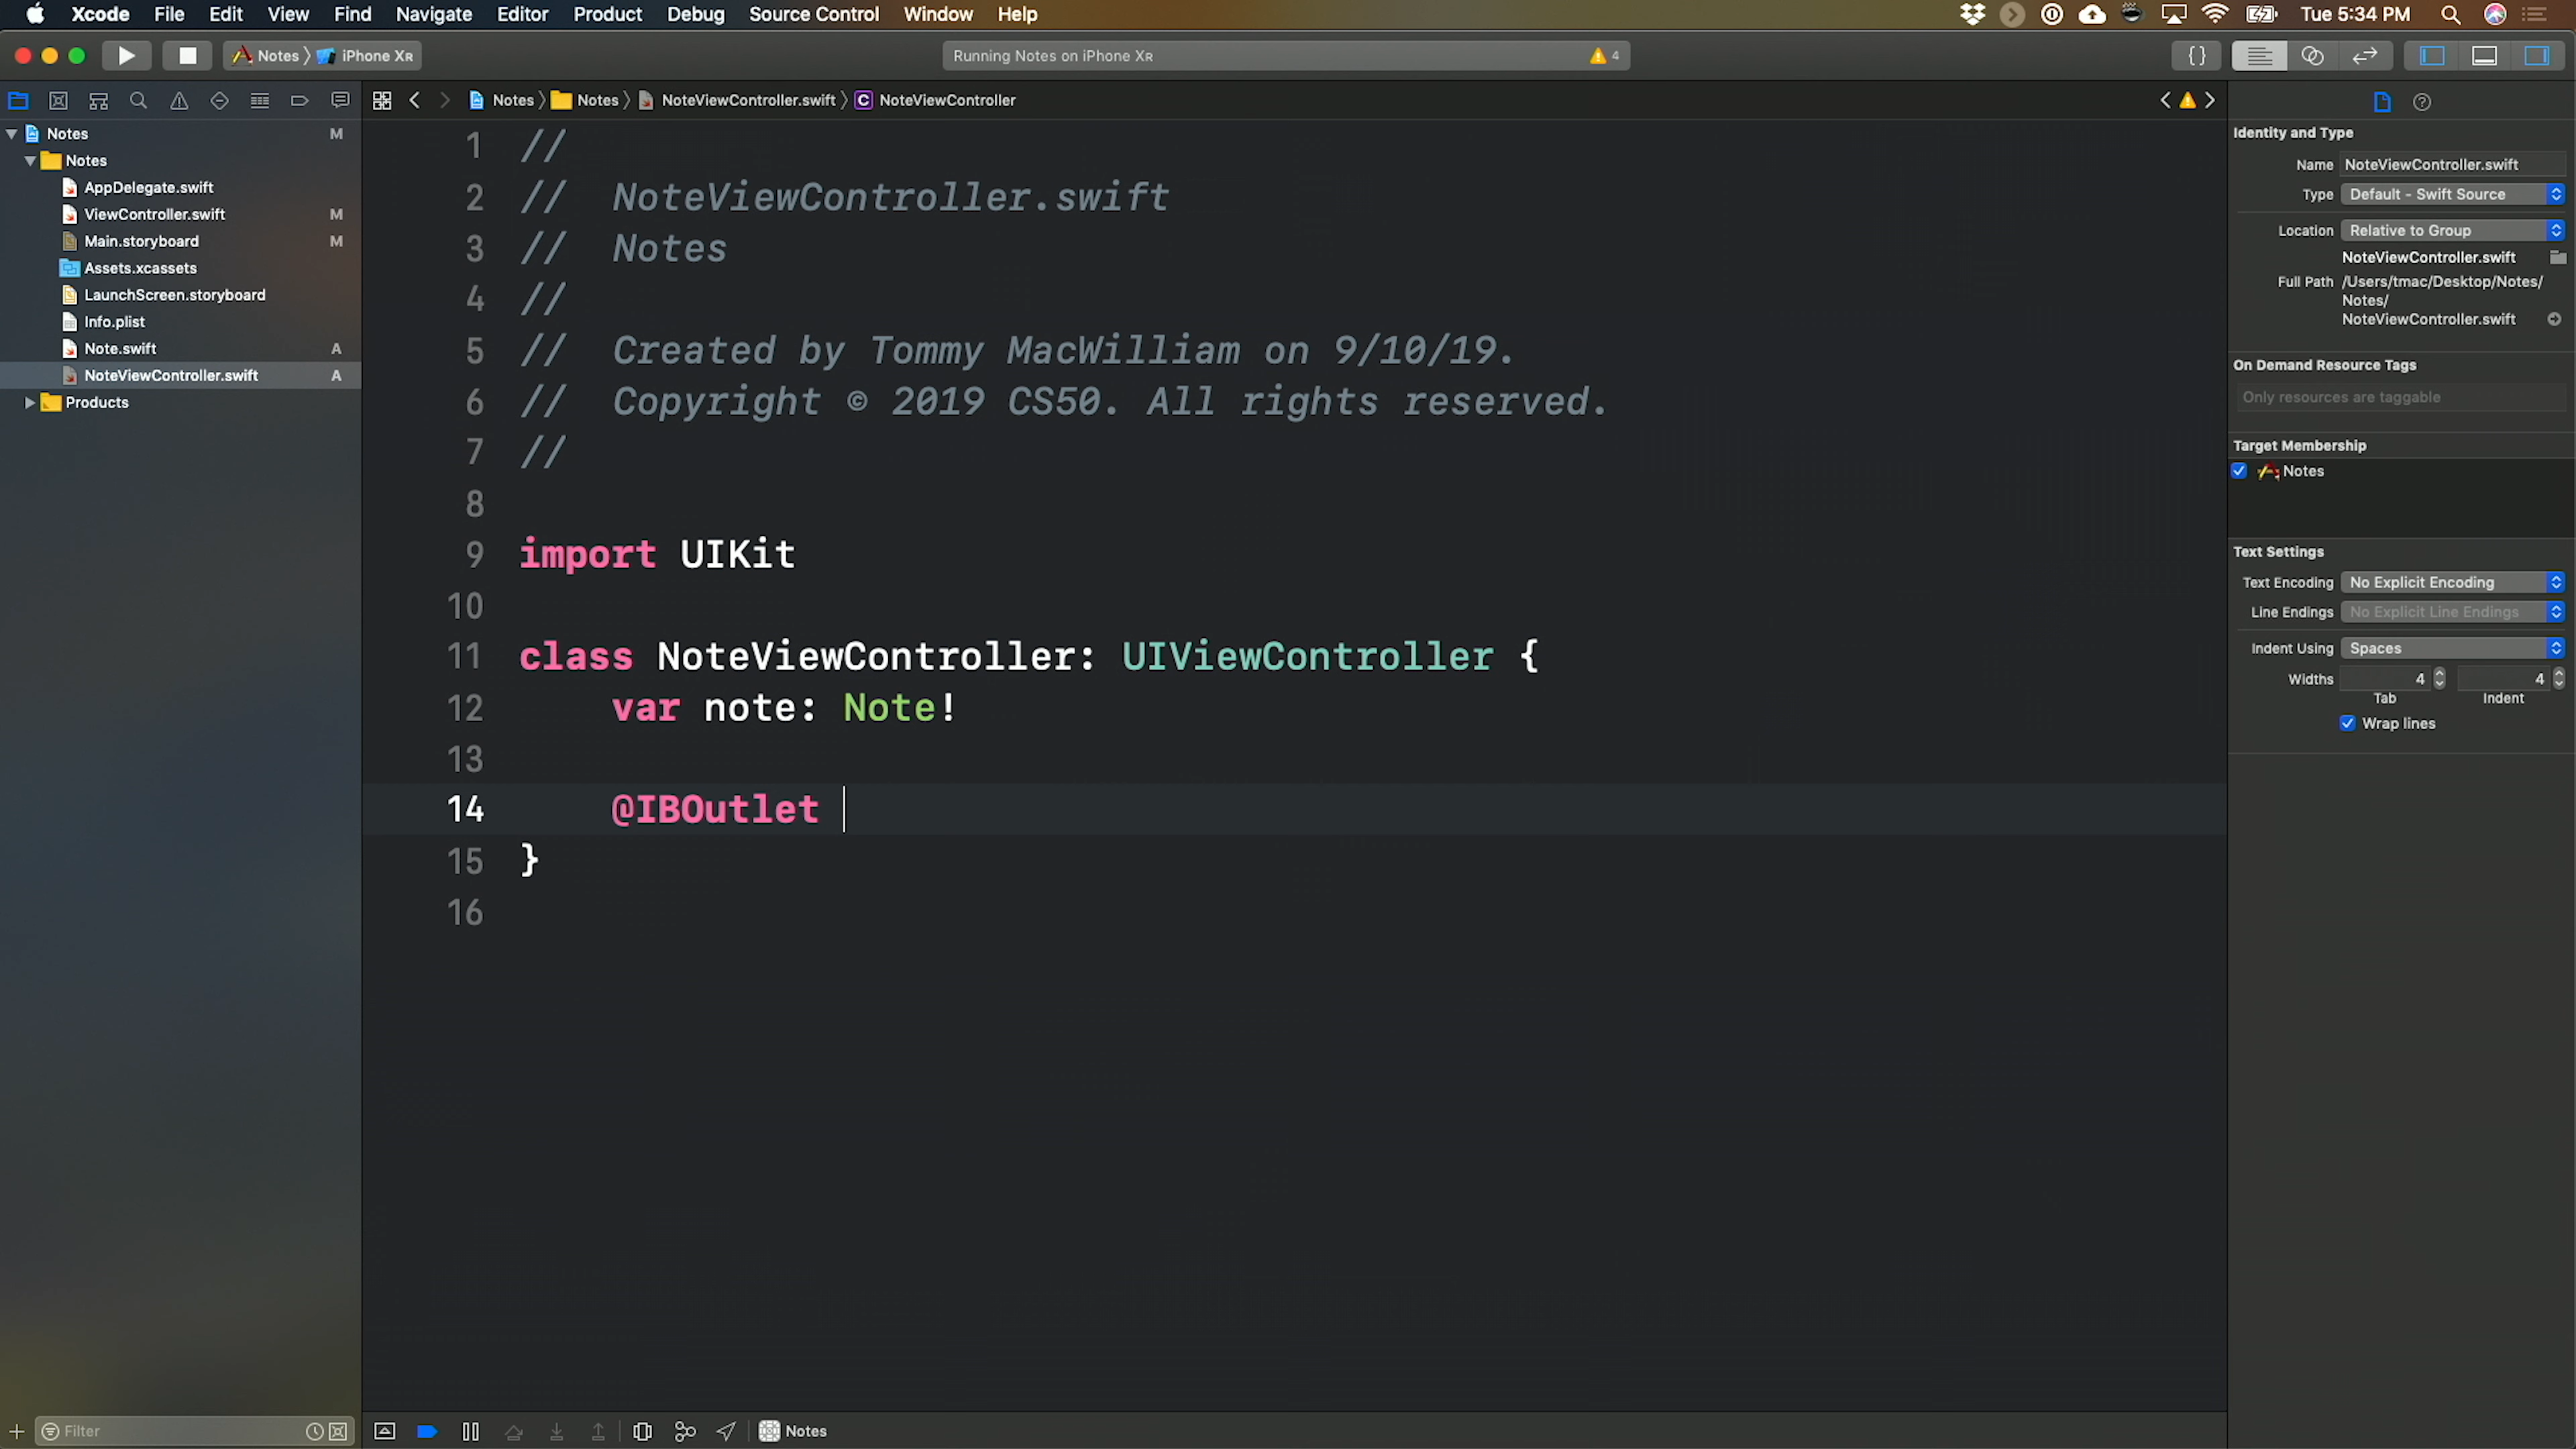 Xcode File Edit View Find Navigate Editor Product Debug Source Control Window Help Tue 5:34 PM
Notes iPhone XR Running Notes on iPhone XR 4 {}
Notes Notes NoteViewController.swift C NoteViewController
Notes M
Notes
AppDelegate.swift
ViewController.swift M
Main.storyboard M
Assets.xcassets
LaunchScreen.storyboard
Info.plist
Note.swift A
NoteViewController.swift A
Products
Filter
1 //
2 // NoteViewController.swift
3 // Notes
4 //
5 // Created by Tommy MacWilliam on 9/10/19.
6 // Copyright © 2019 CS50. All rights reserved.
7 //
8
9 import UIKit
10
11 class NoteViewController: UIViewController {
12 var note: Note!
13
14 @IBOutlet
15 }
16
Notes
Identity and Type
Name NoteViewController.swift
Type Default - Swift Source
Location Relative to Group
NoteViewController.swift
Full Path /Users/tmac/Desktop/Notes/
Notes/
NoteViewController.swift
On Demand Resource Tags
Only resources are taggable
Target Membership
Notes
Text Settings
Text Encoding No Explicit Encoding
Line Endings No Explicit Line Endings
Indent Using Spaces
Widths 4 4
Tab Indent
Wrap lines